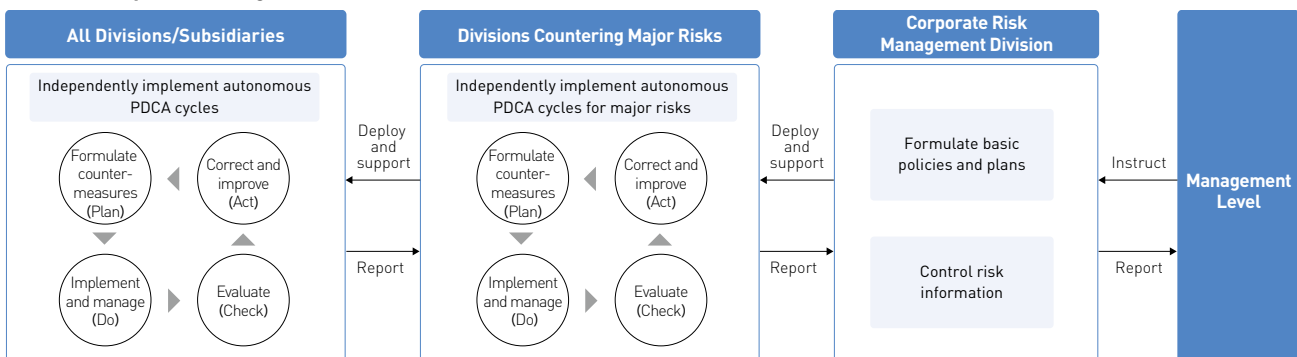 All Divisions/Subsidiaries
Independently implement autonomous
PDCA cycles
Formulate
counter-
measures
(Plan)
Correct and
improve
(Act)
Implement
and manage
(Do)
Evaluate
(Check)
Deploy
and
support
Report
Divisions Countering Major Risks
Independently implement autonomous
PDCA cycles for major risks
Formulate
counter-
measures
(Plan)
Correct and
improve
(Act)
Implement
and manage
(Do)
Evaluate
(Check)
Deploy
and
support
Report
Corporate Risk
Management Division
Formulate basic
policies and plans
Control risk
information
Instruct
Report
Management
Level